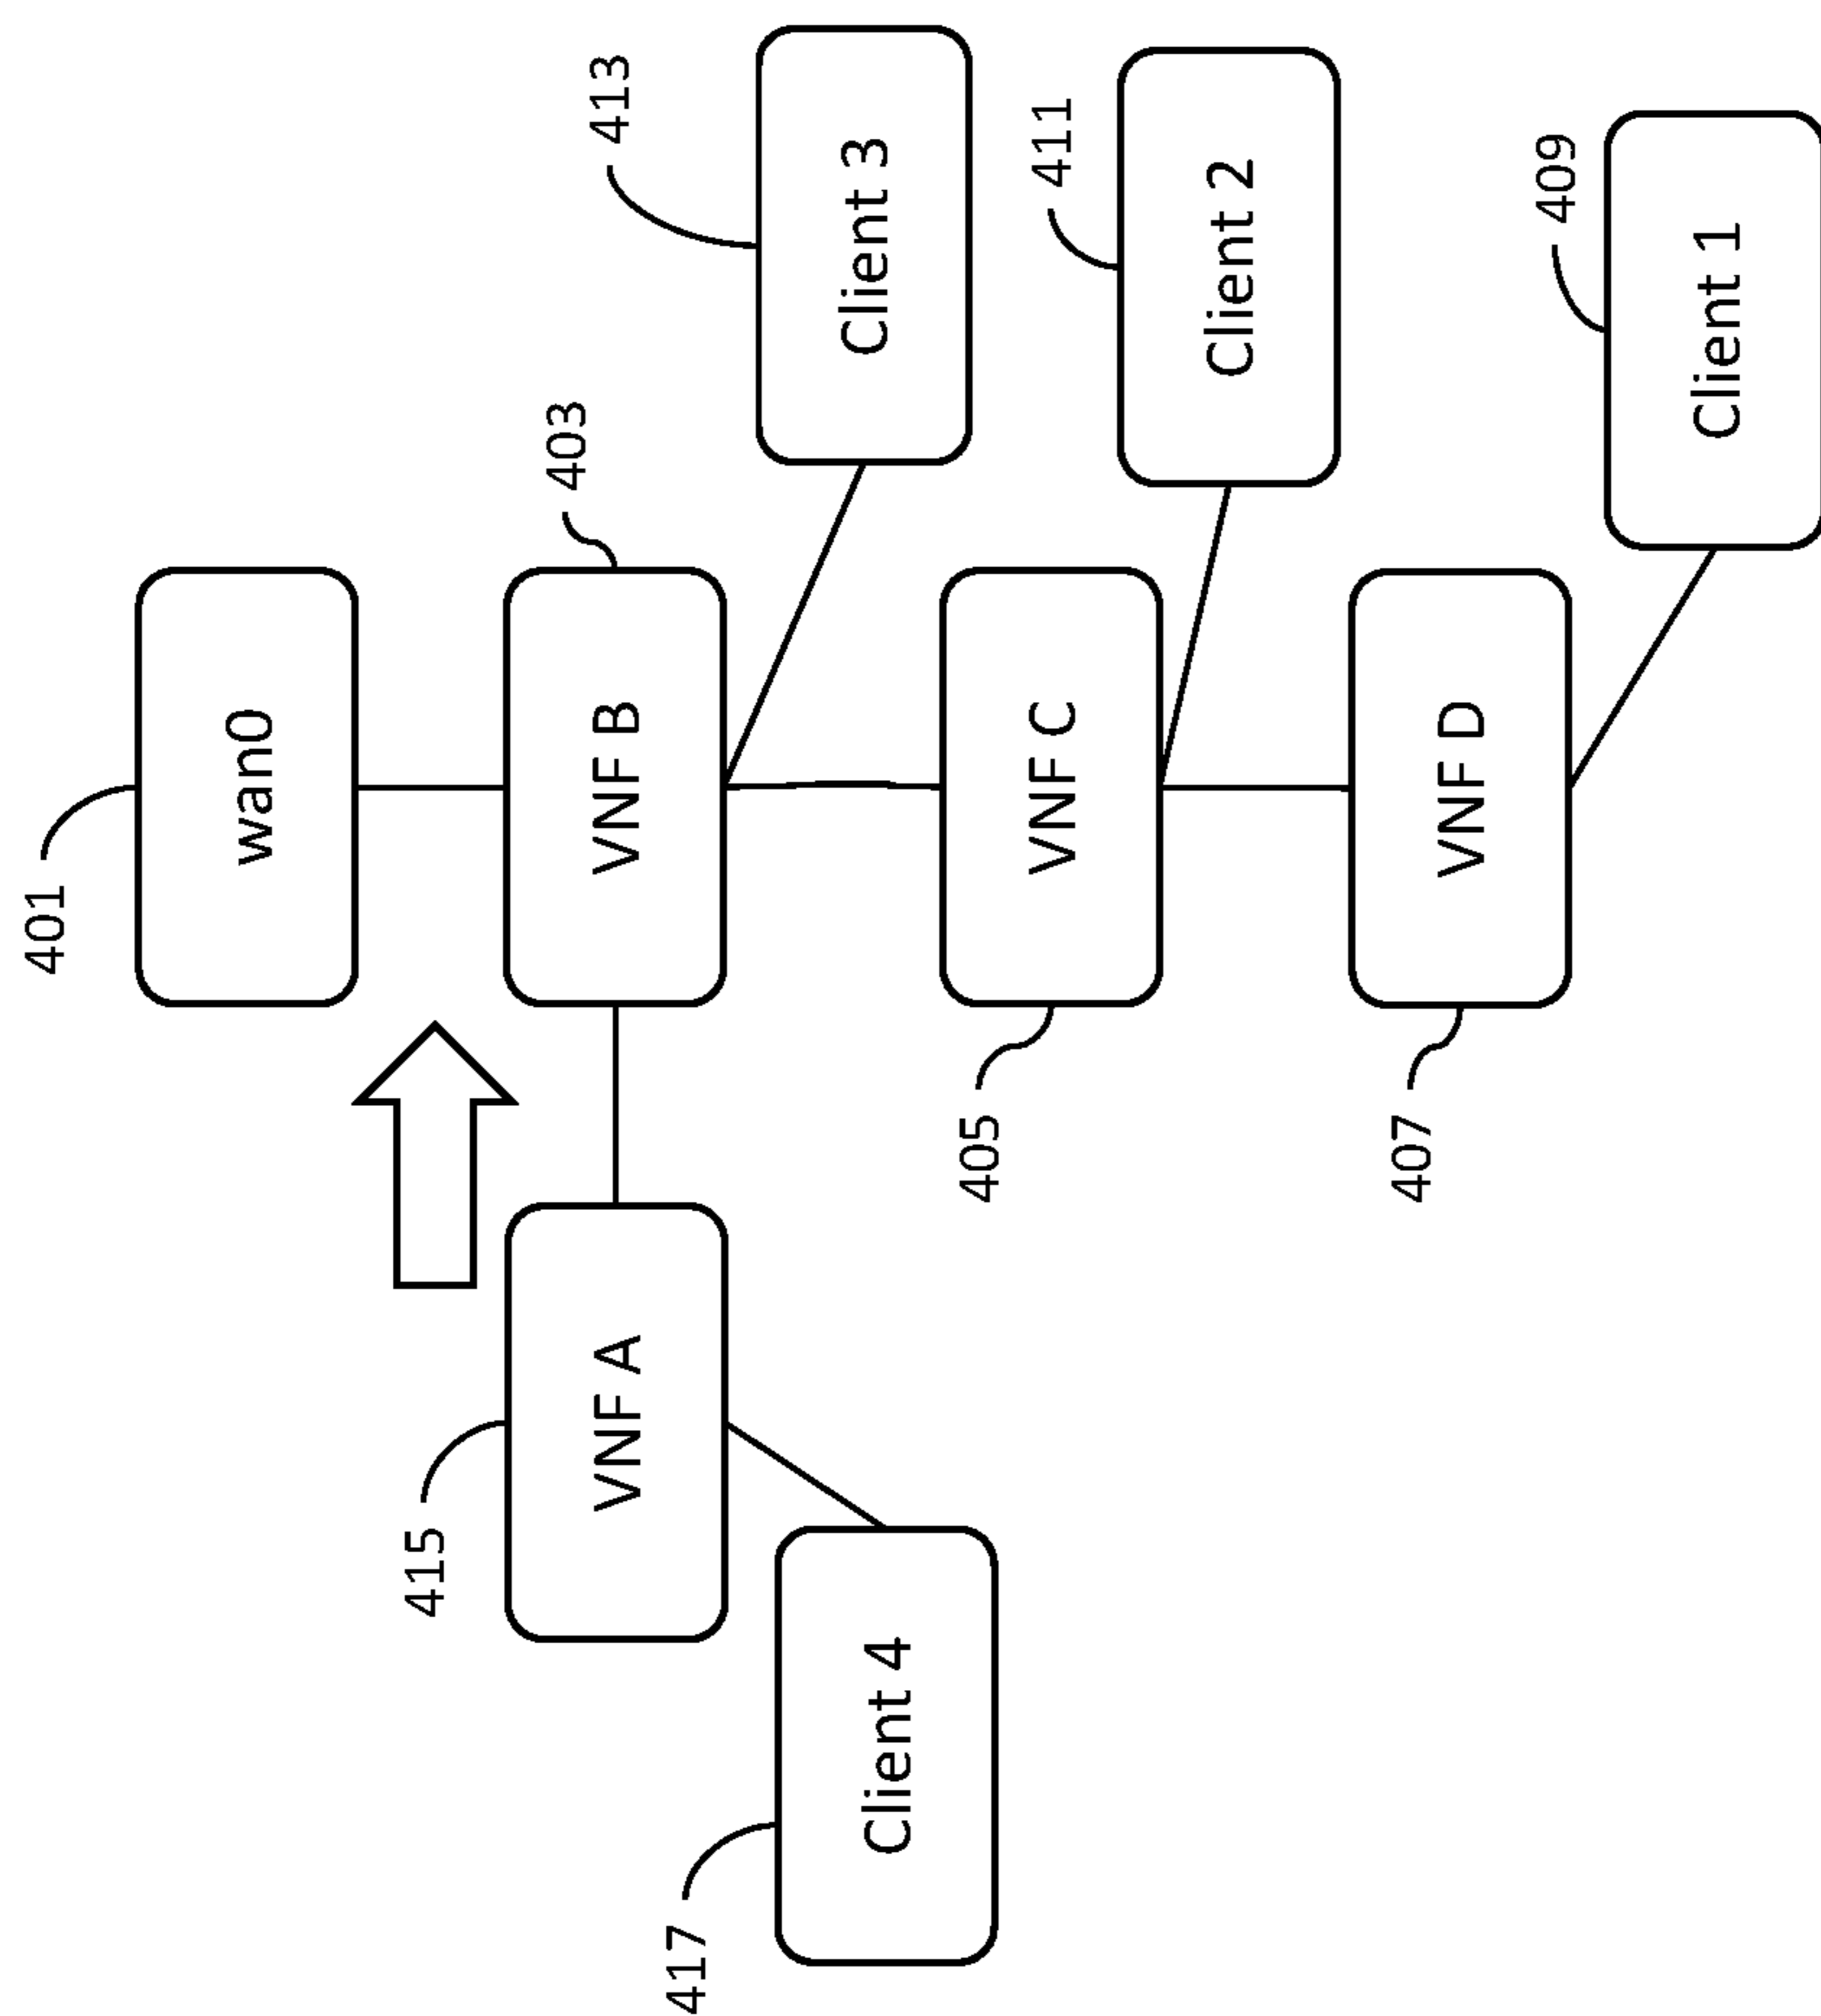 401
wan0
415
403
413
VNF A
VNF B
417
Client 3
Client 4
405
VNF C
411
Client 2
407
VNF D
409
Client 1